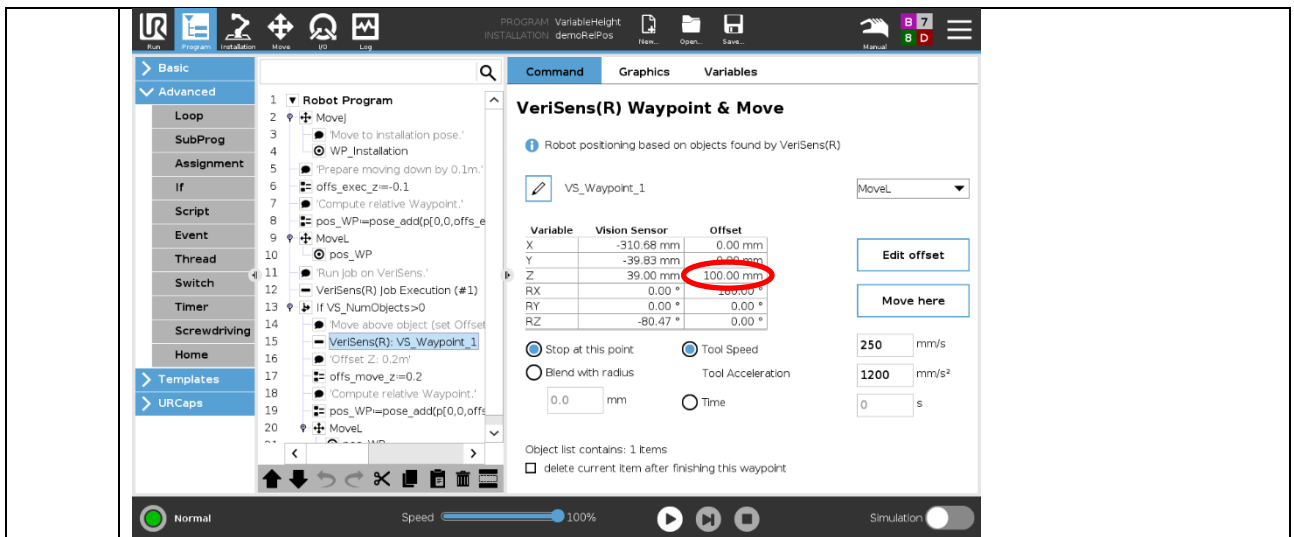 PROGRAM VariableHeight
INSTALLATION demoRelPos
Run Program Installation Move I/O Log New... Open... Save... Manual
B 7
8 D
Basic
Advanced
Loop
SubProg
Assignment
If
Script
Event
Thread
Switch
Timer
Screwdriving
Home
Templates
URCaps
1 Robot Program
2 MoveJ
3 'Move to installation pose.'
4 WP_Installation
5 'Prepare moving down by 0.1m.'
6 offs_exec_z≔-0.1
7 'Compute relative Waypoint.'
8 pos_WP≔pose_add(p[0,0,offs_e
9 MoveL
10 pos_WP
11 'Run job on VeriSens.'
12 VeriSens(R) Job Execution (#1)
13 If VS_NumObjects>0
14 'Move above object (set Offset
15 VeriSens(R): VS_Waypoint_1
16 'Offset Z: 0.2m'
17 offs_move_z≔0.2
18 'Compute relative Waypoint.'
19 pos_WP≔pose_add(p[0,0,offs
20 MoveL
Command Graphics Variables
VeriSens(R) Waypoint & Move
Robot positioning based on objects found by VeriSens(R)
VS_Waypoint_1 MoveL
Variable Vision Sensor Offset
X -310.68 mm 0.00 mm
Y -39.83 mm 0.00 mm
Z 39.00 mm 100.00 mm
RX 0.00 ° 180.00 °
RY 0.00 ° 0.00 °
RZ -80.47 ° 0.00 °
Edit offset
Move here
Stop at this point Tool Speed 250 mm/s
Blend with radius Tool Acceleration 1200 mm/s²
0.0 mm Time 0 s
Object list contains: 1 items
delete current item after finishing this waypoint
Normal Speed 100% Simulation